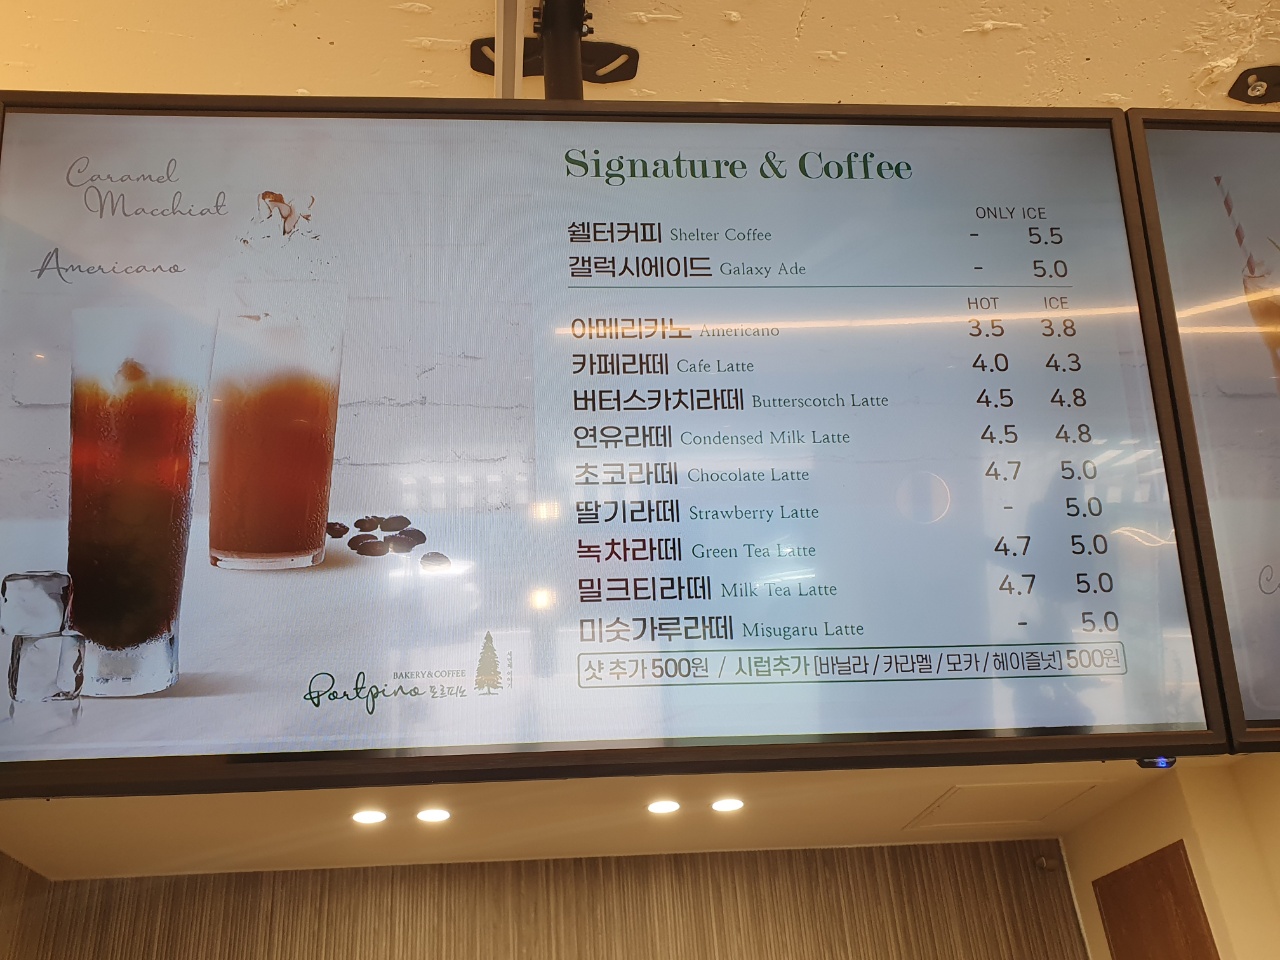 Caramel
Macchiat
Americano
Signature & Coffee
ONLY ICE
쉘터커피 Shelter Coffee - 5.5
갤럭시에이드 Galaxy Ade - 5.0
HOT ICE
아메리카노 Americano 3.5 3.8
카페라떼 Cafe Latte 4.0 4.3
버터스카치라떼 Butterscotch Latte 4.5 4.8
연유라떼 Condensed Milk Latte 4.5 4.8
초코라떼 Chocolate Latte 4.7 5.0
딸기라떼 Strawberry Latte - 5.0
녹차라떼 Green Tea Latte 4.7 5.0
밀크티라떼 Milk Tea Latte 4.7 5.0
미숫가루라떼 Misugaru Latte - 5.0
샷 추가 500원 / 시럽추가 [바닐라/카라멜/모카/헤이즐넛] 500원
BAKERY&COFFEE
Portpino 포르피노